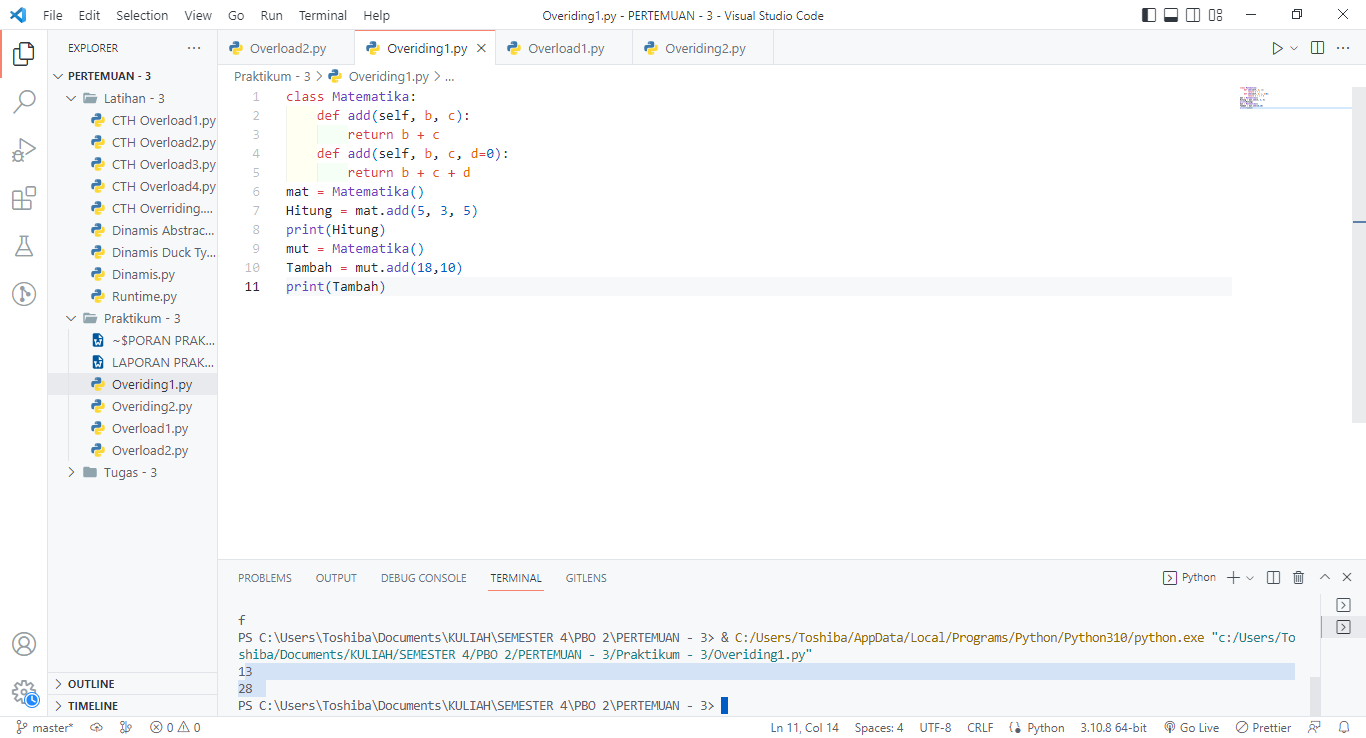 File Edit Selection View Go Run Terminal Help Overiding1.py - PERTEMUAN - 3 - Visual Studio Code
EXPLORER ···
PERTEMUAN - 3
Latihan - 3
CTH Overload1.py
CTH Overload2.py
CTH Overload3.py
CTH Overload4.py
CTH Overriding....
Dinamis Abstrac...
Dinamis Duck Ty...
Dinamis.py
Runtime.py
Praktikum - 3
~$PORAN PRAK...
LAPORAN PRAK...
Overiding1.py
Overiding2.py
Overload1.py
Overload2.py
Tugas - 3
OUTLINE
TIMELINE
Overload2.py Overiding1.py Overload1.py Overiding2.py
Praktikum - 3 > Overiding1.py > ...
1 class Matematika:
2 def add(self, b, c):
3 return b + c
4 def add(self, b, c, d=0):
5 return b + c + d
6 mat = Matematika()
7 Hitung = mat.add(5, 3, 5)
8 print(Hitung)
9 mut = Matematika()
10 Tambah = mut.add(18,10)
11 print(Tambah)
PROBLEMS OUTPUT DEBUG CONSOLE TERMINAL GITLENS Python
f
PS C:\Users\Toshiba\Documents\KULIAH\SEMESTER 4\PBO 2\PERTEMUAN - 3> & C:/Users/Toshiba/AppData/Local/Programs/Python/Python310/python.exe "c:/Users/To
shiba/Documents/KULIAH/SEMESTER 4/PBO 2/PERTEMUAN - 3/Praktikum - 3/Overiding1.py"
13
28
PS C:\Users\Toshiba\Documents\KULIAH\SEMESTER 4\PBO 2\PERTEMUAN - 3>
master* 0 0 Ln 11, Col 14 Spaces: 4 UTF-8 CRLF Python 3.10.8 64-bit Go Live Prettier